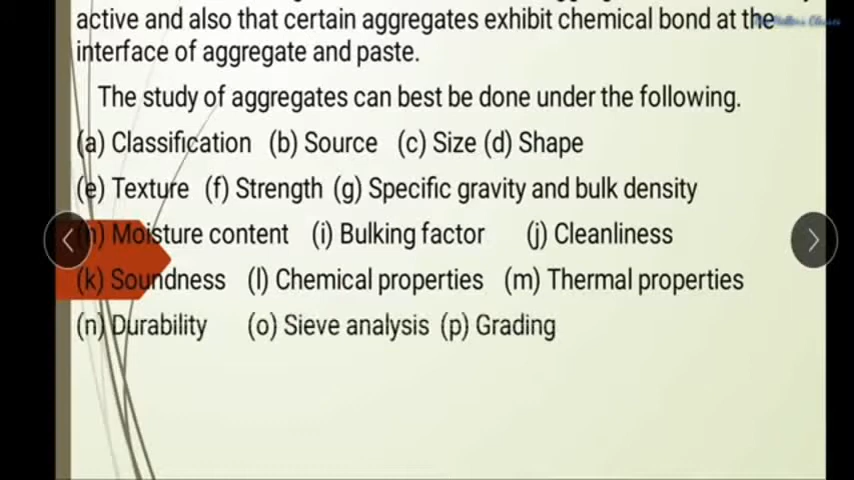 active and also that certain aggregates exhibit chemical bond at the
interface of aggregate and paste.
The study of aggregates can best be done under the following.
(a) Classification (b) Source (c) Size (d) Shape
(e) Texture (f) Strength (g) Specific gravity and bulk density
(h) Moisture content (i) Bulking factor (j) Cleanliness
(k) Soundness (l) Chemical properties (m) Thermal properties
(n) Durability (o) Sieve analysis (p) Grading